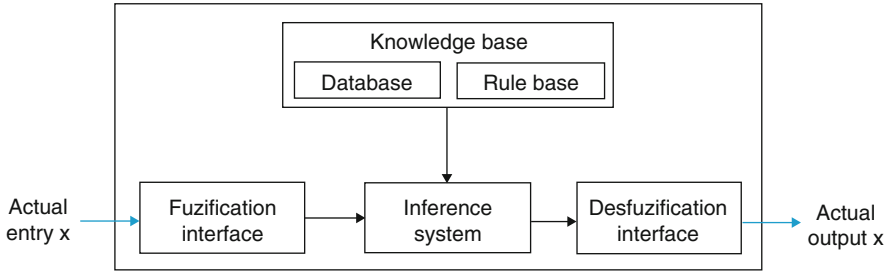 Knowledge base
Database
Rule base
Actual
entry x
Fuzification
interface
Inference
system
Desfuzification
interface
Actual
output x